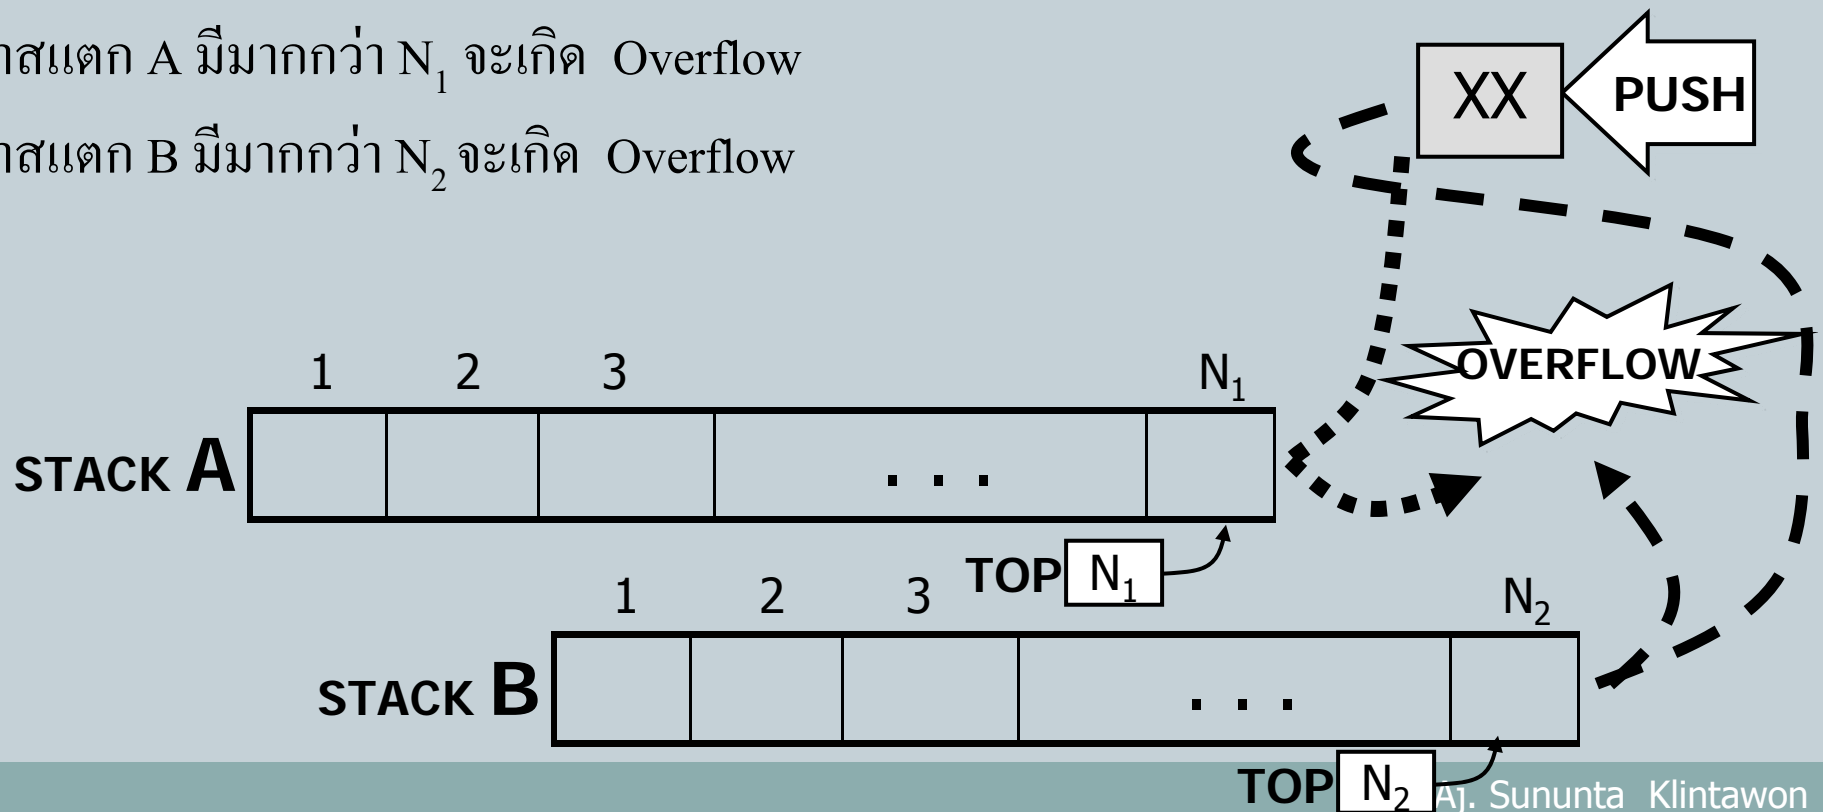 สแตก A มีมากกว่า N₁ จะเกิด Overflow
สแตก B มีมากกว่า N₂ จะเกิด Overflow
XX
PUSH
OVERFLOW
1 2 3 N₁
STACK A . . .
TOP N₁
1 2 3 N₂
STACK B . . .
TOP N₂
Aj. Sununta Klintawon